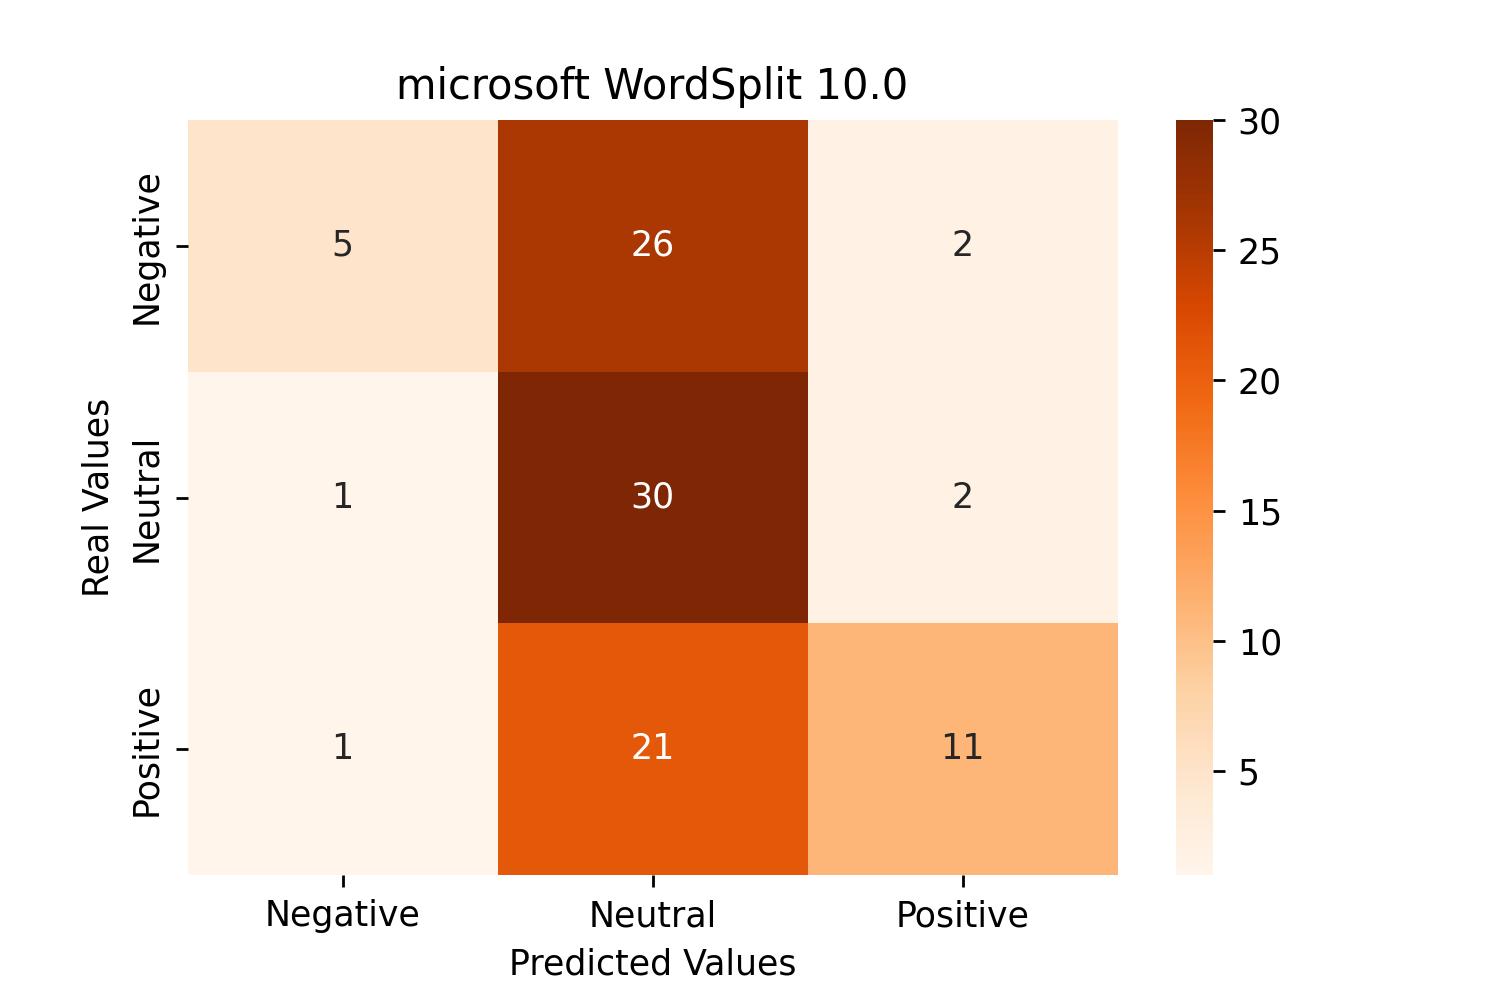 microsoft WordSplit 10.0
Real Values
Negative
5 26 2
Neutral
1 30 2
Positive
1 21 11
Negative Neutral Positive
Predicted Values
30
25
20
15
10
5